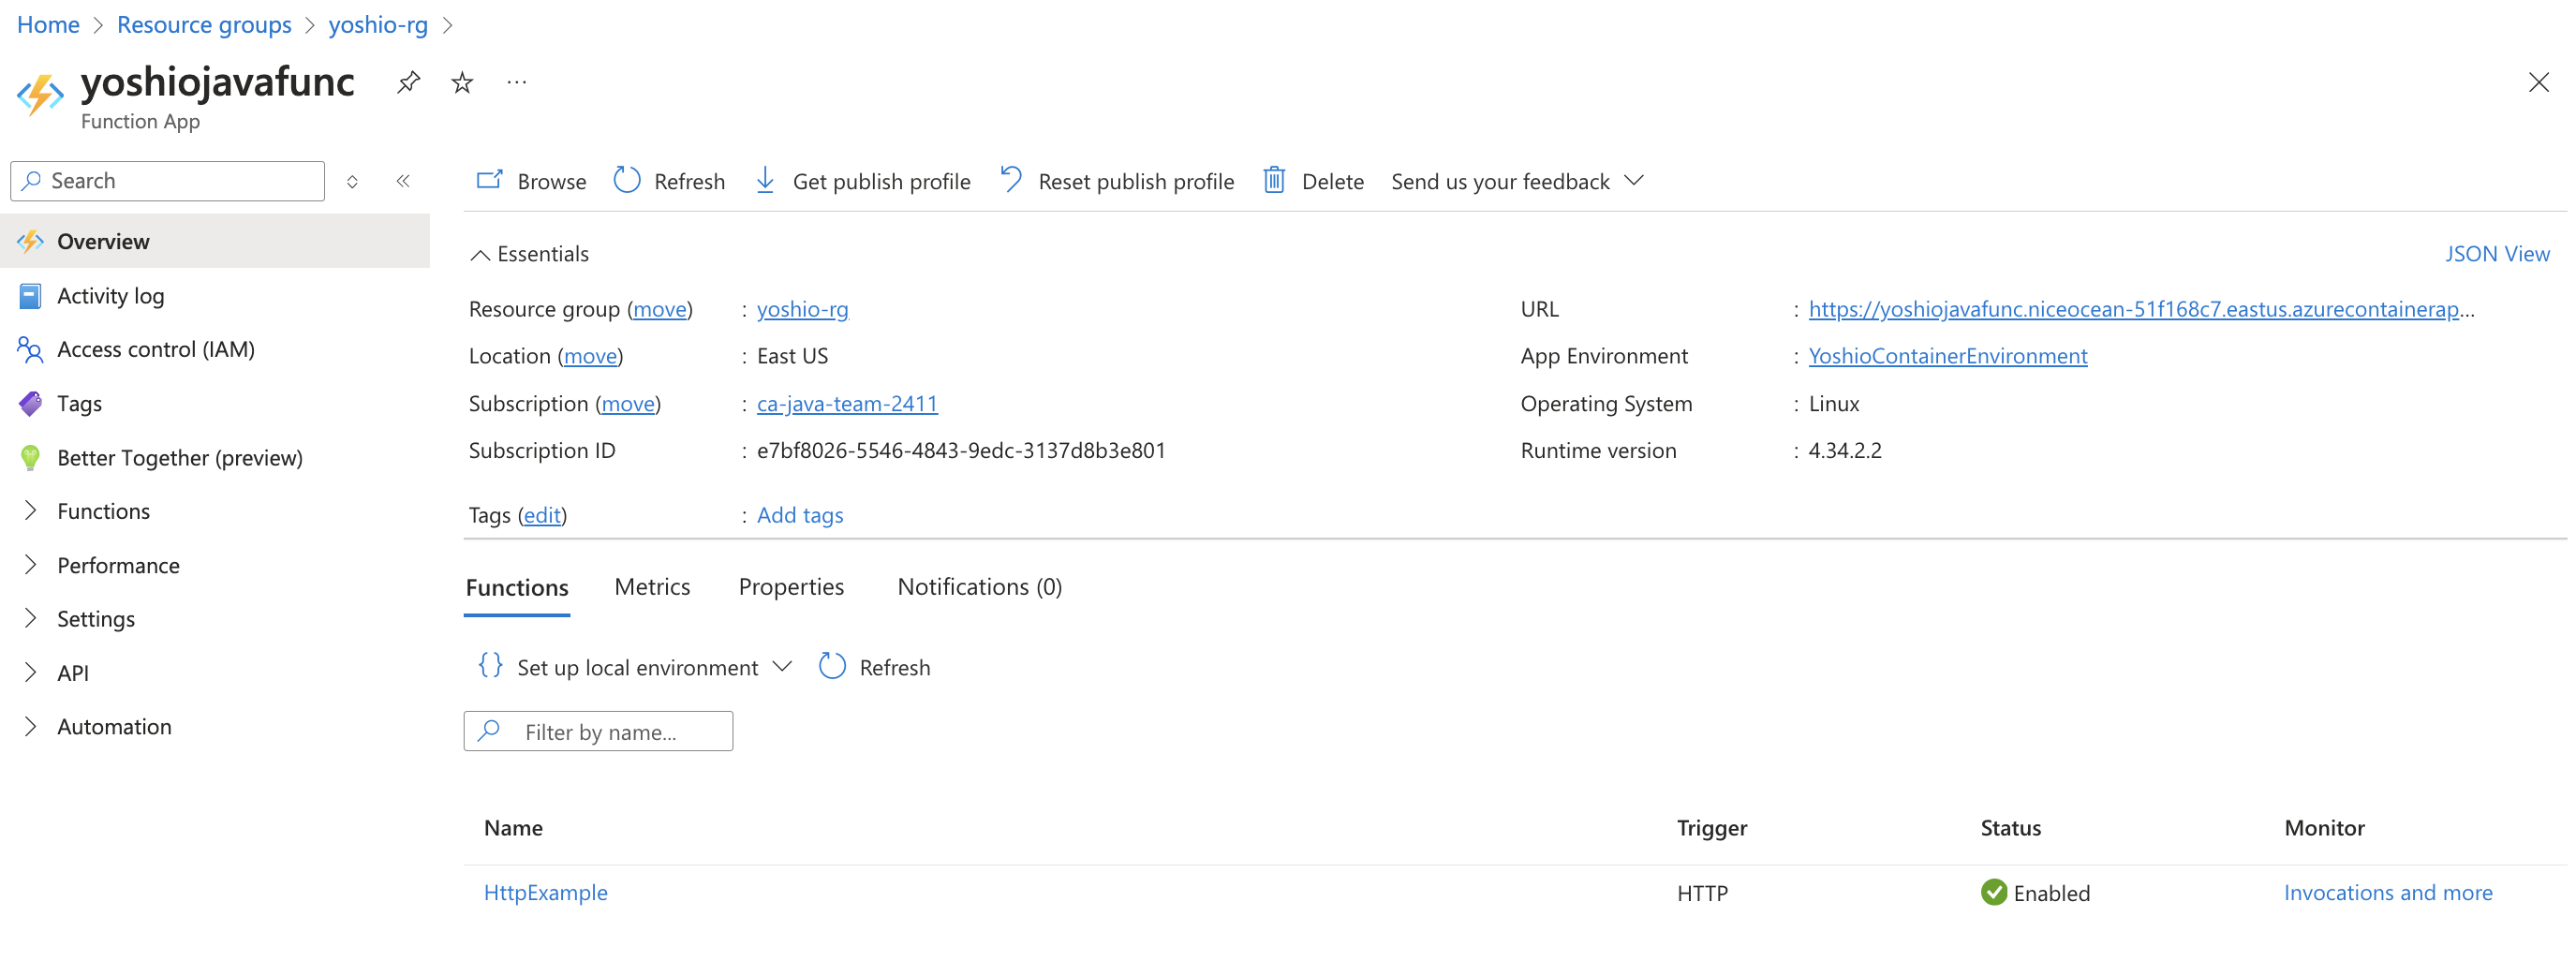 Home > Resource groups > yoshio-rg >
yoshiojavafunc ...
Function App
Search
Browse Refresh Get publish profile Reset publish profile Delete Send us your feedback
Overview
Activity log
Access control (IAM)
Tags
Better Together (preview)
Functions
Performance
Settings
API
Automation
Essentials JSON View
Resource group (move) : yoshio-rg
Location (move) : East US
Subscription (move) : ca-java-team-2411
Subscription ID : e7bf8026-5546-4843-9edc-3137d8b3e801
Tags (edit) : Add tags
URL : https://yoshiojavafunc.niceocean-51f168c7.eastus.azurecontainerap...
App Environment : YoshioContainerEnvironment
Operating System : Linux
Runtime version : 4.34.2.2
Functions Metrics Properties Notifications (0)
{} Set up local environment Refresh
Filter by name...
Name Trigger Status Monitor
HttpExample HTTP Enabled Invocations and more